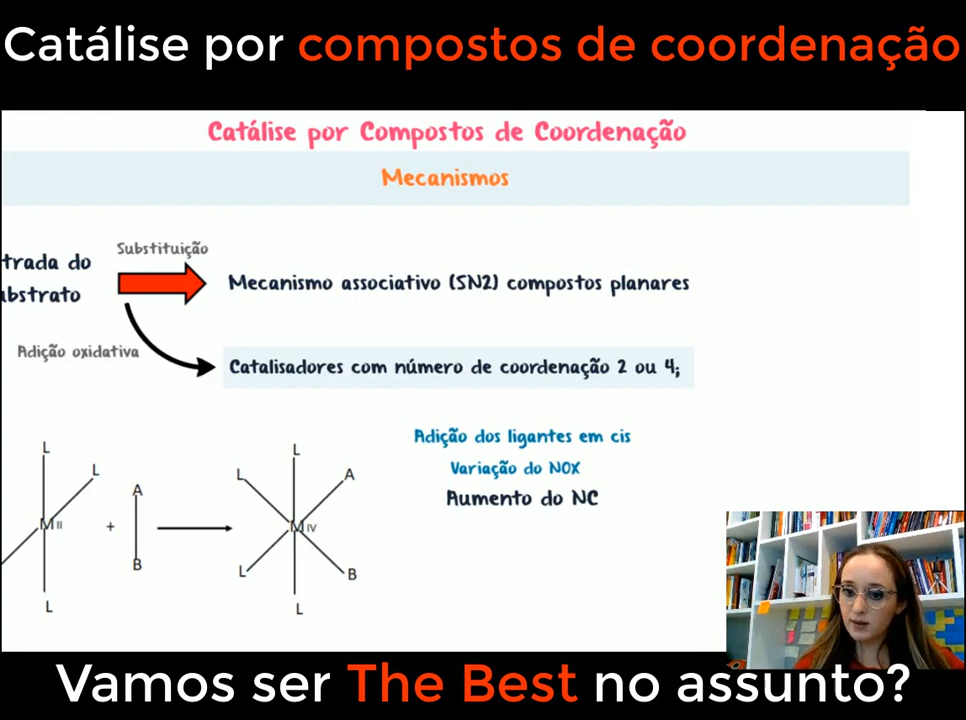 Catálise por compostos de coordenação
Catálise por Compostos de Coordenação
Mecanismos
Substituição
trada do
bstrato
Mecanismo associativo (SN2) compostos planares
Adição oxidativa
Catalisadores com número de coordenação 2 ou 4;
Adição dos ligantes em cis
Variação do NOX
Aumento do NC
L
L
M II
L
+
A
B
L
L
A
M IV
L
B
L
Vamos ser The Best no assunto?